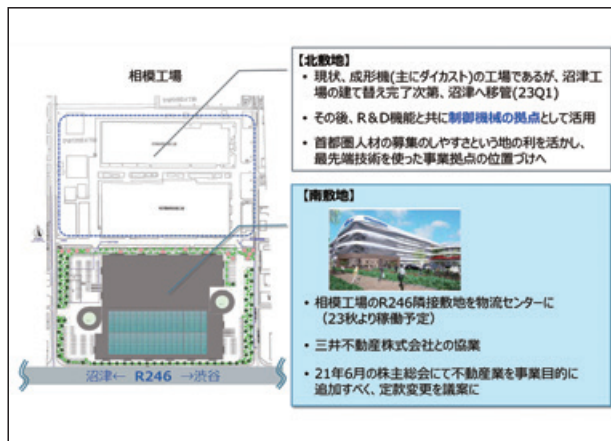 相模工場
【北敷地】
• 現状、成形機(主にダイカスト)の工場であるが、沼津工
場の建て替え完了次第、沼津へ移管(23Q1)
• その後、R&D機能と共に制御機械の拠点として活用
• 首都圏人材の募集のしやすさという地の利を活かし、
最先端技術を使った事業拠点の位置づけへ
【南敷地】
• 相模工場のR246隣接敷地を物流センターに
（23秋より稼働予定）
• 三井不動産株式会社との協業
• 21年6月の株主総会にて不動産業を事業目的に
追加すべく、定款変更を議案に
沼津← R246 →渋谷